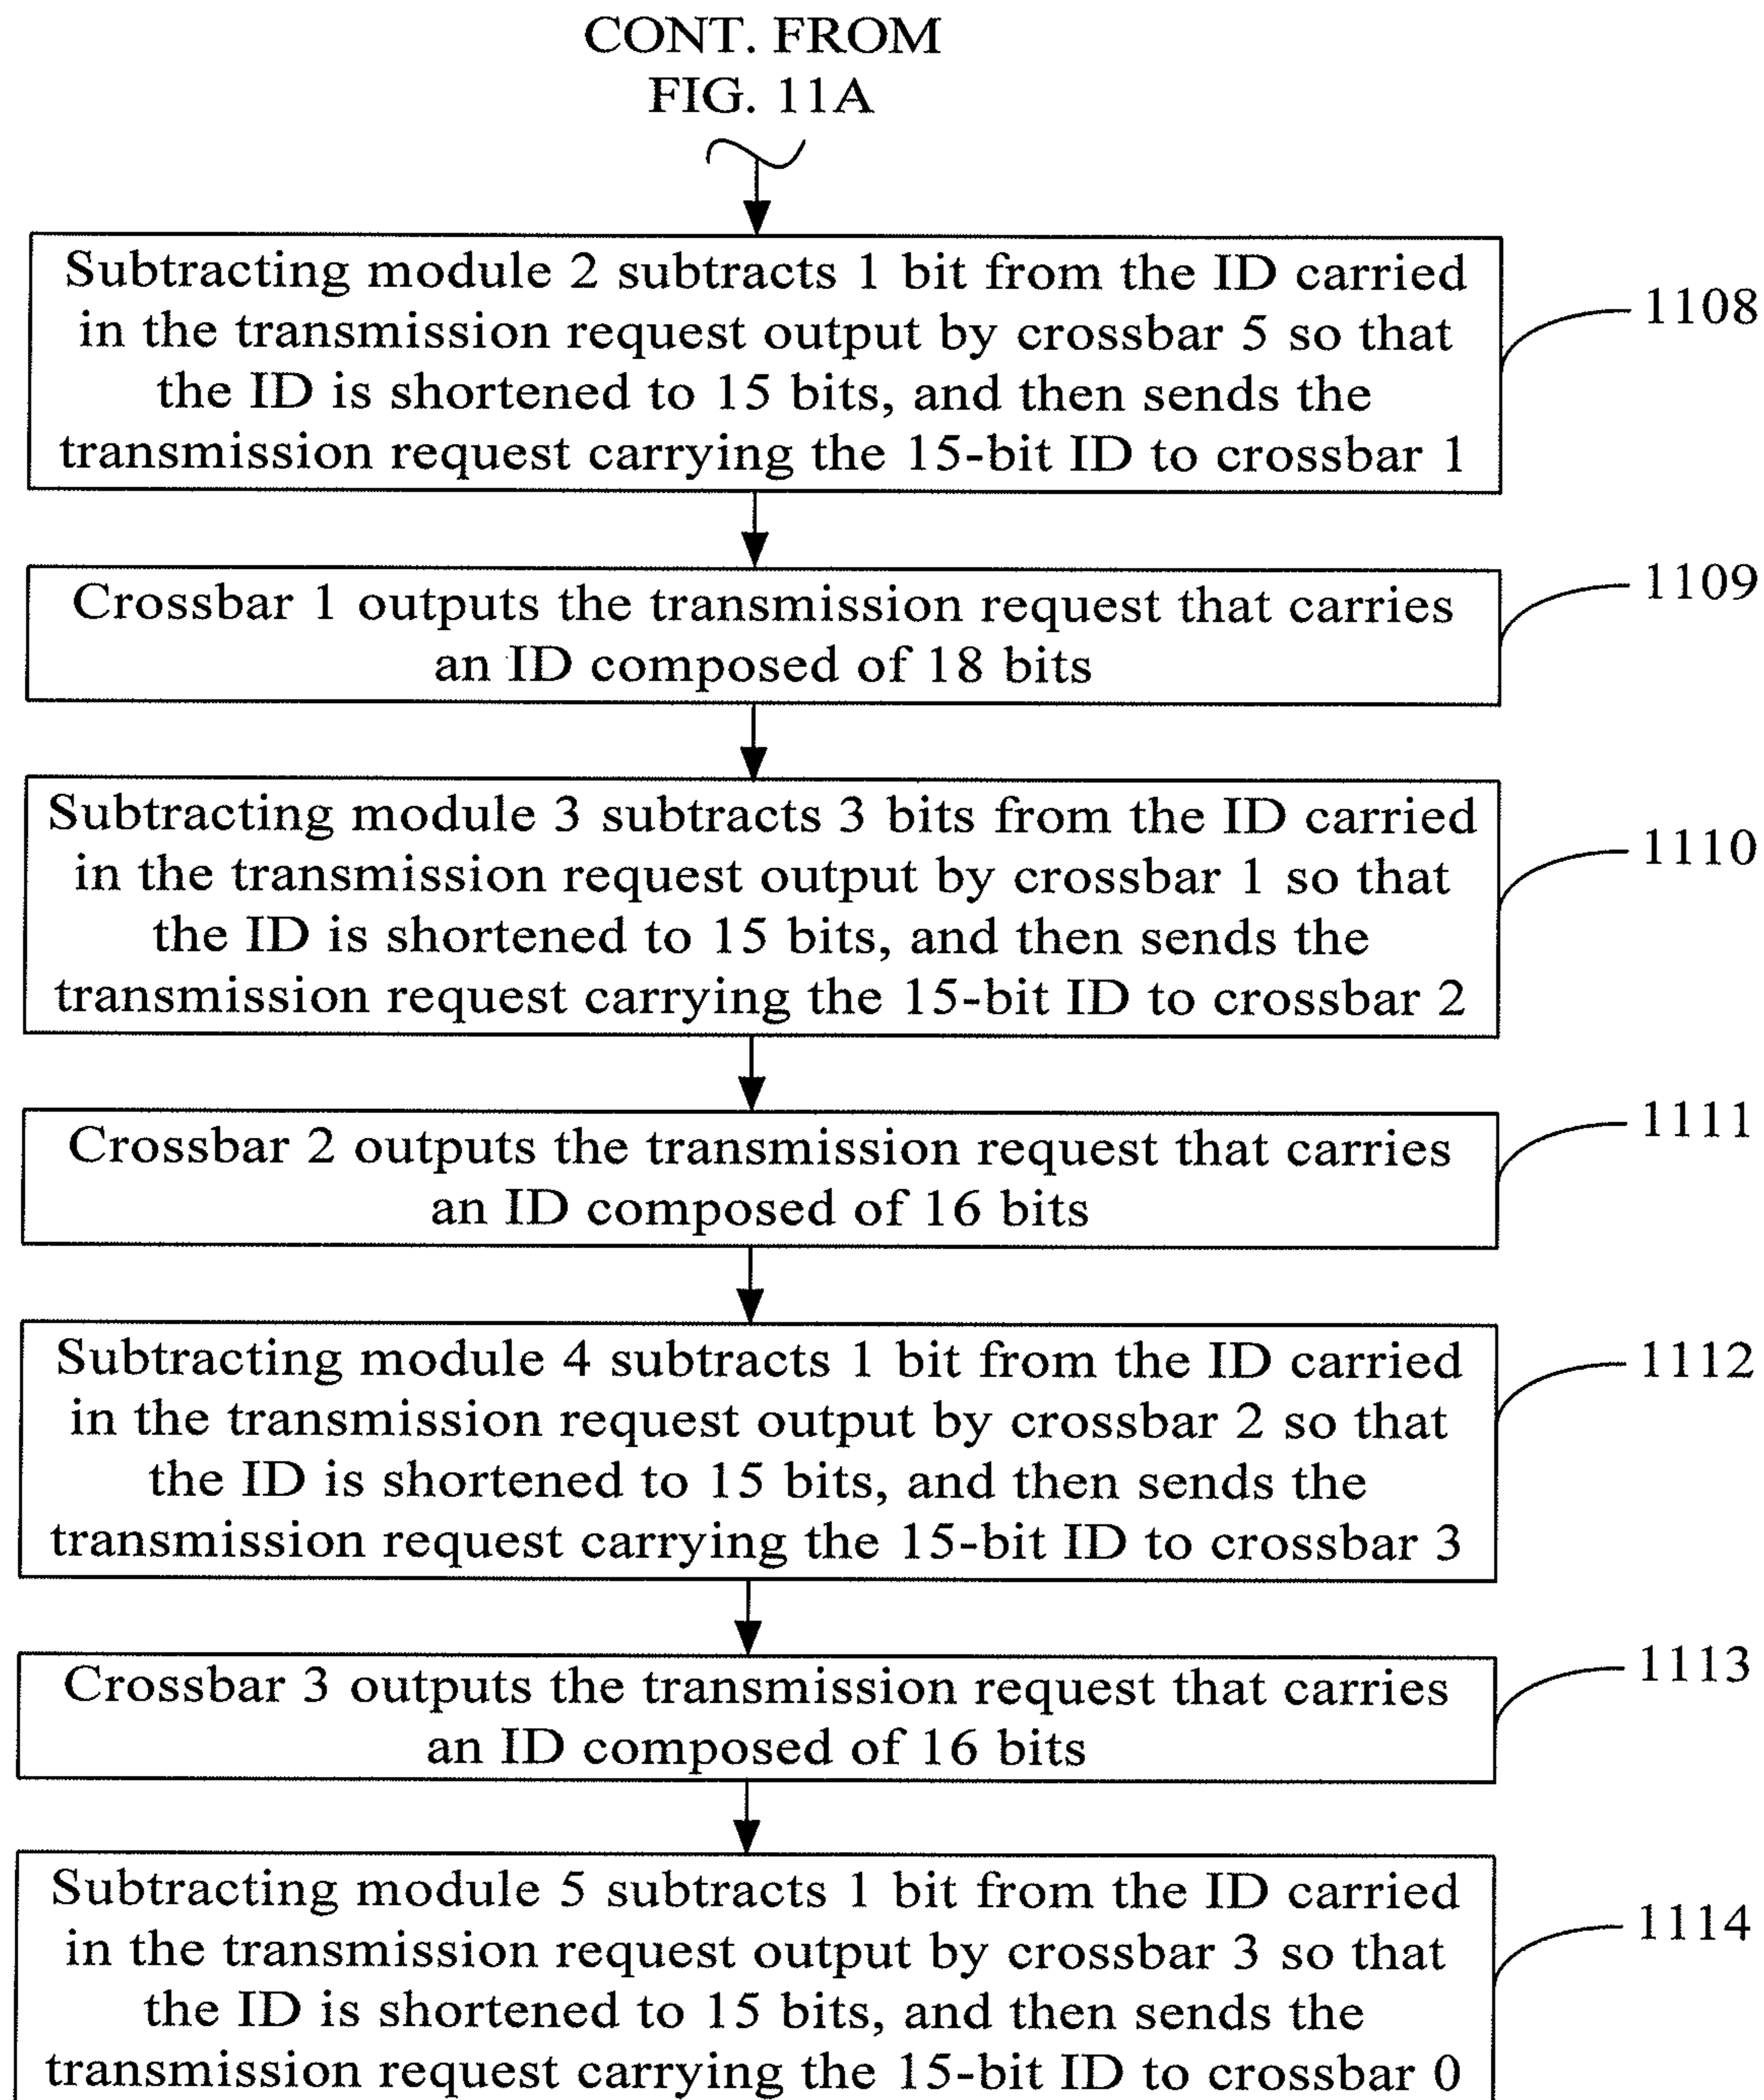 CONT. FROM
FIG. 11A
Subtracting module 2 subtracts 1 bit from the ID carried
in the transmission request output by crossbar 5 so that
the ID is shortened to 15 bits, and then sends the
transmission request carrying the 15-bit ID to crossbar 1
1108
Crossbar 1 outputs the transmission request that carries
an ID composed of 18 bits
1109
Subtracting module 3 subtracts 3 bits from the ID carried
in the transmission request output by crossbar 1 so that
the ID is shortened to 15 bits, and then sends the
transmission request carrying the 15-bit ID to crossbar 2
1110
Crossbar 2 outputs the transmission request that carries
an ID composed of 16 bits
1111
Subtracting module 4 subtracts 1 bit from the ID carried
in the transmission request output by crossbar 2 so that
the ID is shortened to 15 bits, and then sends the
transmission request carrying the 15-bit ID to crossbar 3
1112
Crossbar 3 outputs the transmission request that carries
an ID composed of 16 bits
1113
Subtracting module 5 subtracts 1 bit from the ID carried
in the transmission request output by crossbar 3 so that
the ID is shortened to 15 bits, and then sends the
transmission request carrying the 15-bit ID to crossbar 0
1114